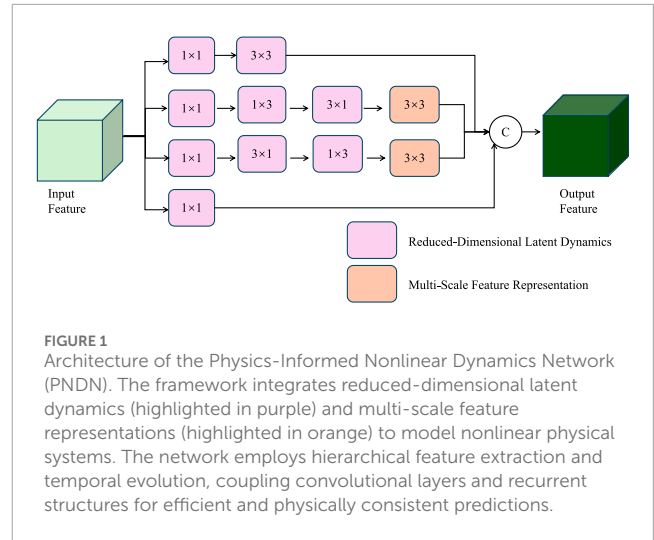 1×1 3×3
1×1 1×3 3×1 3×3
C
1×1 3×1 1×3 3×3
Input
Feature
1×1
Output
Feature
Reduced-Dimensional Latent Dynamics
Multi-Scale Feature Representation
FIGURE 1
Architecture of the Physics-Informed Nonlinear Dynamics Network
(PNDN). The framework integrates reduced-dimensional latent
dynamics (highlighted in purple) and multi-scale feature
representations (highlighted in orange) to model nonlinear physical
systems. The network employs hierarchical feature extraction and
temporal evolution, coupling convolutional layers and recurrent
structures for efficient and physically consistent predictions.